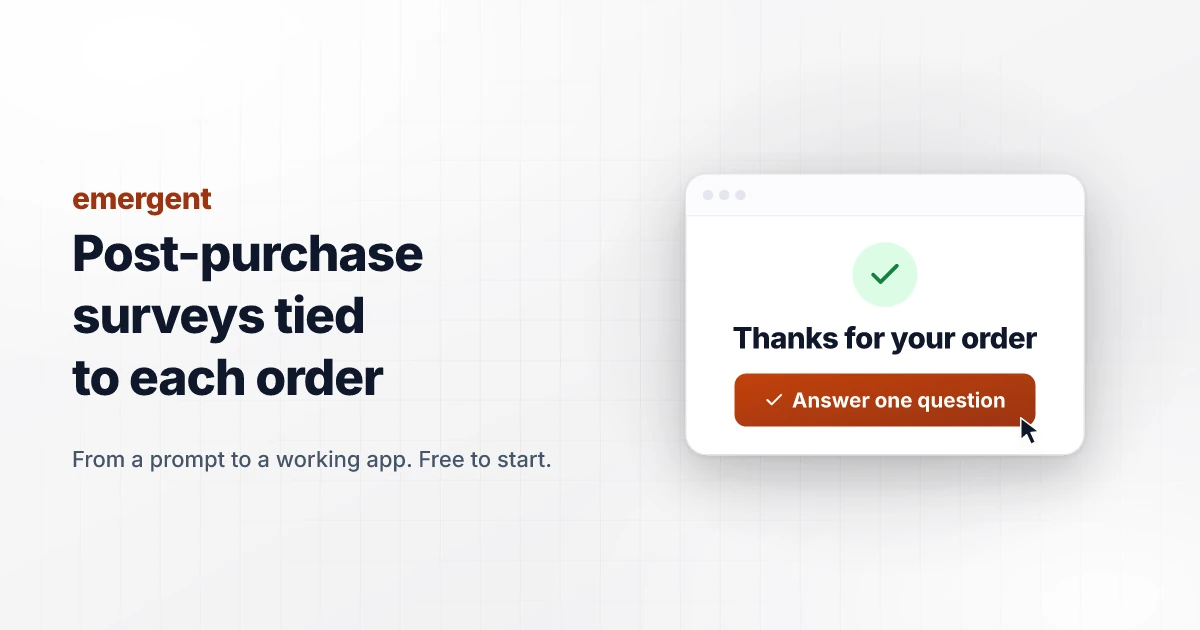 emergent
Post-purchase
surveys tied
to each order
From a prompt to a working app. Free to start.
Thanks for your order
Answer one question